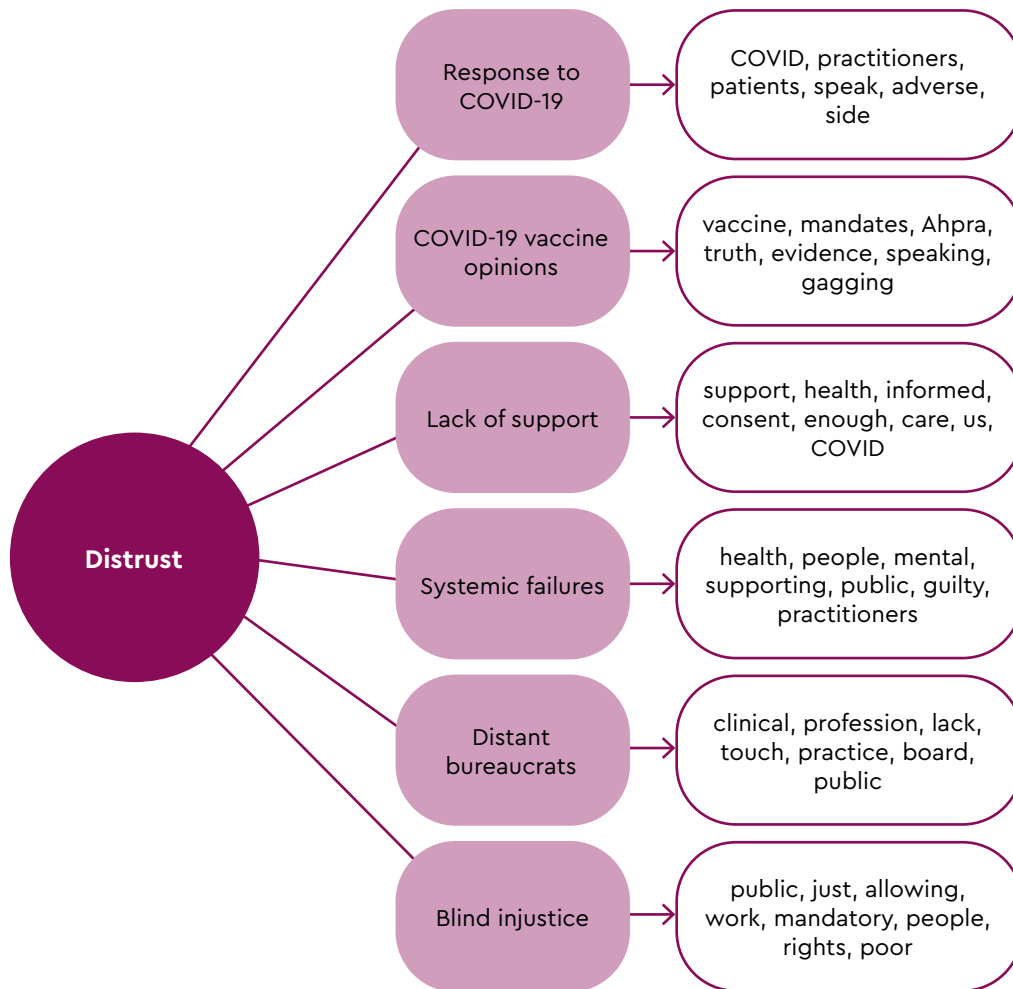 Distrust
Response to
COVID-19
COVID, practitioners,
patients, speak, adverse,
side
COVID-19 vaccine
opinions
vaccine, mandates, Ahpra,
truth, evidence, speaking,
gagging
Lack of support
support, health, informed,
consent, enough, care, us,
COVID
Systemic failures
health, people, mental,
supporting, public, guilty,
practitioners
Distant
bureaucrats
clinical, profession, lack,
touch, practice, board,
public
Blind injustice
public, just, allowing,
work, mandatory, people,
rights, poor